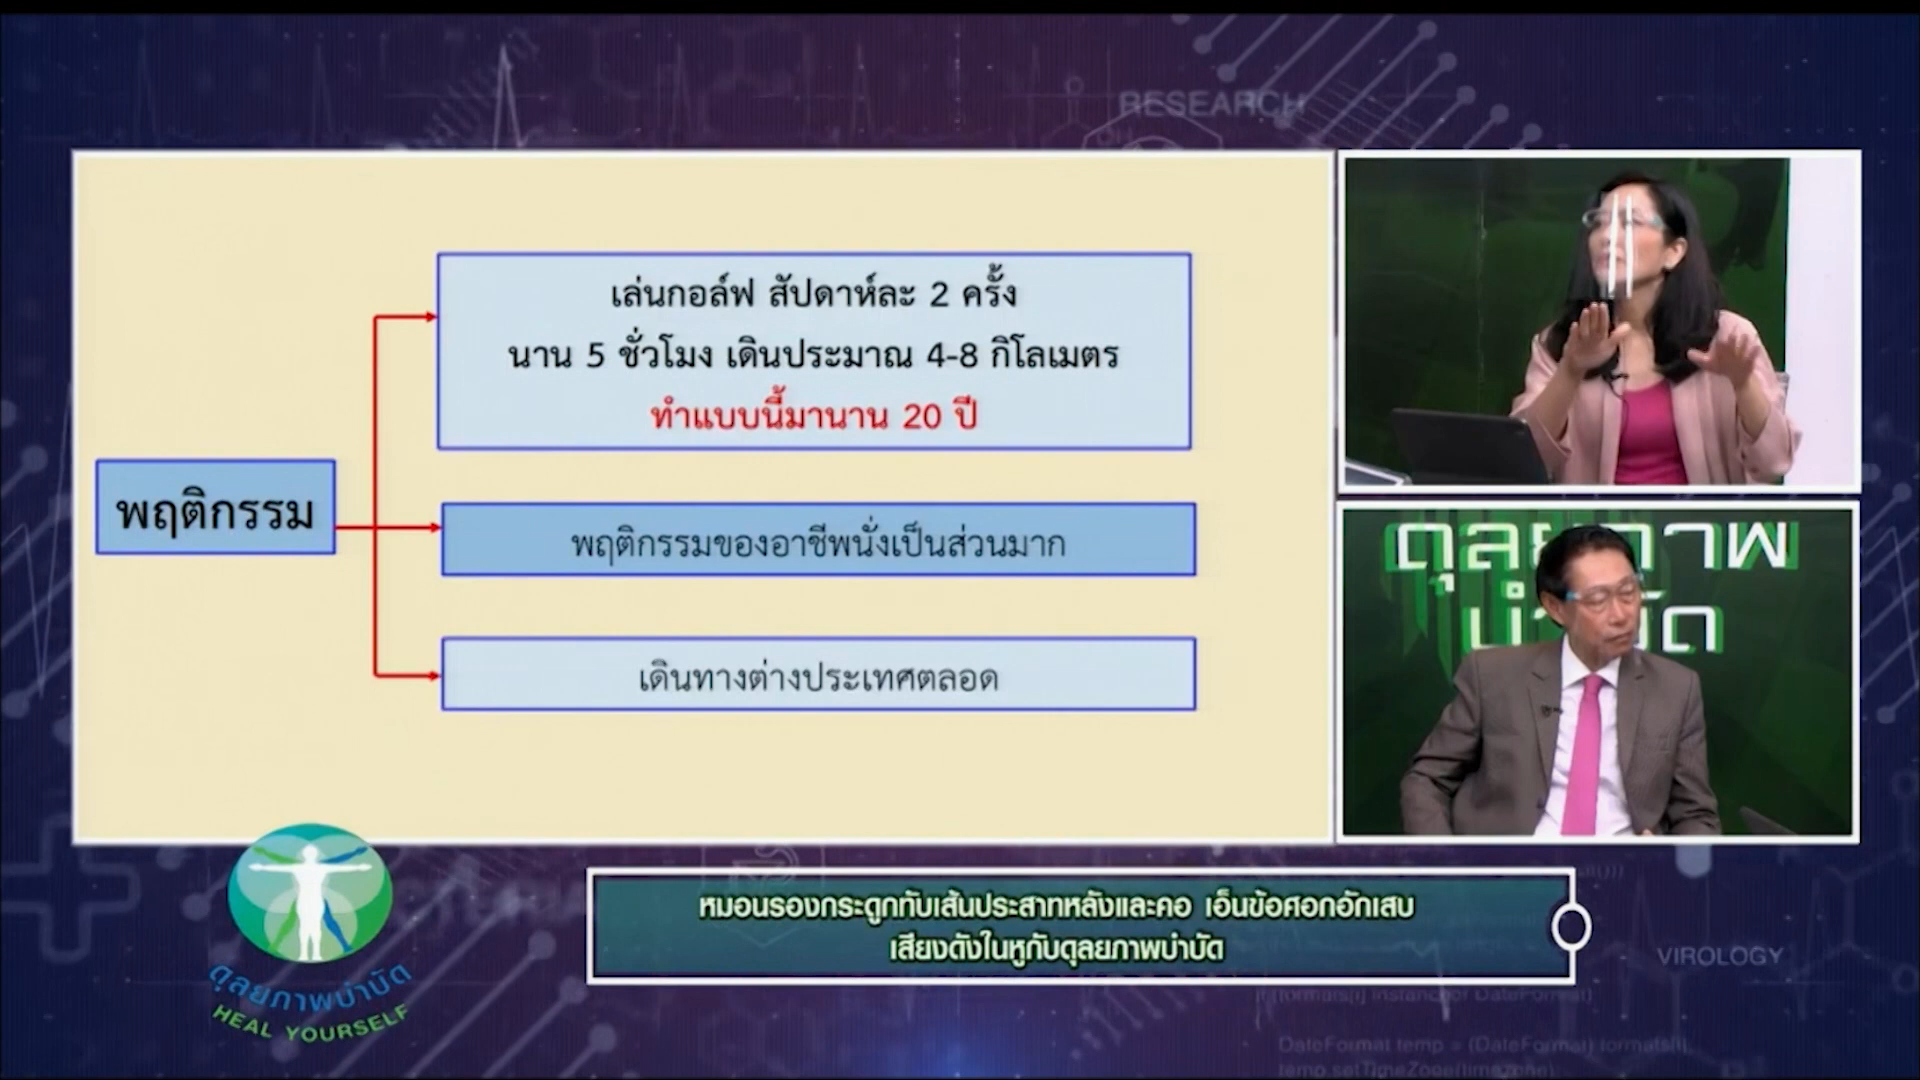 RESEARCH
เล่นกอล์ฟ สัปดาห์ละ 2 ครั้ง
นาน 5 ชั่วโมง เดินประมาณ 4-8 กิโลเมตร
ทำแบบนี้มานาน 20 ปี
พฤติกรรม
พฤติกรรมของอาชีพนั่งเป็นส่วนมาก
เดินทางต่างประเทศตลอด
ดุลยภาพ
บำบัด
หมอนรองกระดูกทับเส้นประสาทหลังและคอ เอ็นข้อศอกอักเสบ
เสียงดังในหูกับดุลยภาพบำบัด
ดุลยภาพบำบัด
HEAL YOURSELF
VIROLOGY
DateFormat temp = (DateFormat) formats[i]
temp.setTimeZone(timezone)